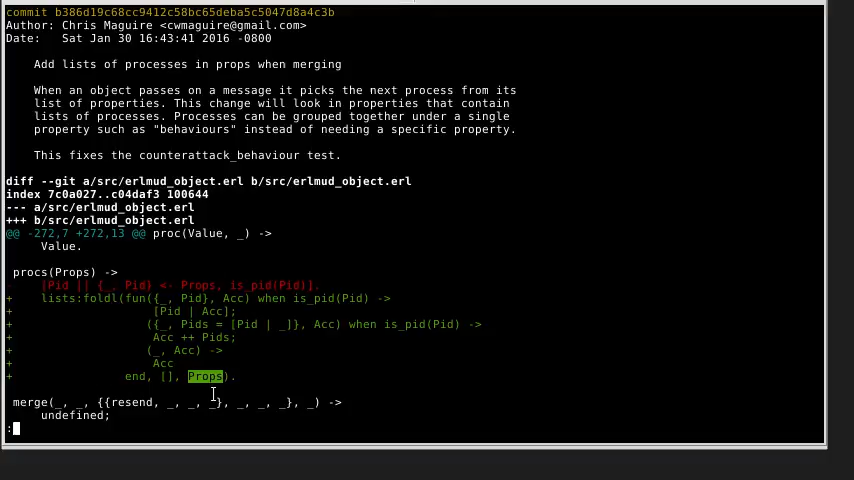 commit b386d19c68cc9412c58bc65deba5c5047d8a4c3b
Author: Chris Maguire <cwmaguire@gmail.com>
Date:   Sat Jan 30 16:43:41 2016 -0800
    Add lists of processes in props when merging
    When an object passes on a message it picks the next process from its
    list of properties. This change will look in properties that contain
    lists of processes. Processes can be grouped together under a single
    property such as "behaviours" instead of needing a specific property.
    This fixes the counterattack_behaviour test.
diff --git a/src/erlmud_object.erl b/src/erlmud_object.erl
index 7c0a027..c04daf3 100644
--- a/src/erlmud_object.erl
+++ b/src/erlmud_object.erl
@@ -272,7 +272,13 @@ proc(Value, _) ->
     Value.
 procs(Props) ->
-    [Pid || {_, Pid} <- Props, is_pid(Pid)].
+    lists:foldl(fun({_, Pid}, Acc) when is_pid(Pid) ->
+                     [Pid | Acc];
+                    ({_, Pids = [Pid | _]}, Acc) when is_pid(Pid) ->
+                     Acc ++ Pids;
+                    (_, Acc) ->
+                     Acc
+                 end, [], Props).
 merge(_, _, {{resend, _, _, _}, _, _, _}, _) ->
     undefined;
: